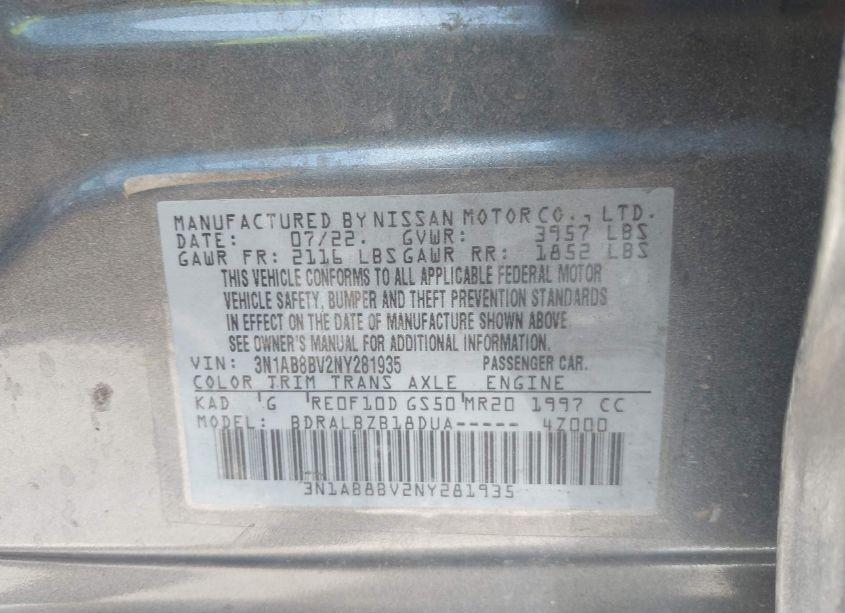 MANUFACTURED BY NISSAN MOTOR CO., LTD.
DATE: 07/22. GVWR: 3957 LBS
GAWR FR: 2116 LBS GAWR RR: 1852 LBS
THIS VEHICLE CONFORMS TO ALL APPLICABLE FEDERAL MOTOR
VEHICLE SAFETY, BUMPER AND THEFT PREVENTION STANDARDS
IN EFFECT ON THE DATE OF MANUFACTURE SHOWN ABOVE.
SEE OWNER'S MANUAL FOR ADDITIONAL INFORMATION.
VIN: 3N1AB8BV2NY281935 PASSENGER CAR.
COLOR TRIM TRANS AXLE ENGINE
KAD G RE0F10D GS50 MR20 1997 CC
MODEL: BDRALBZB18DUA----- 4Z000
3N1AB8BV2NY281935